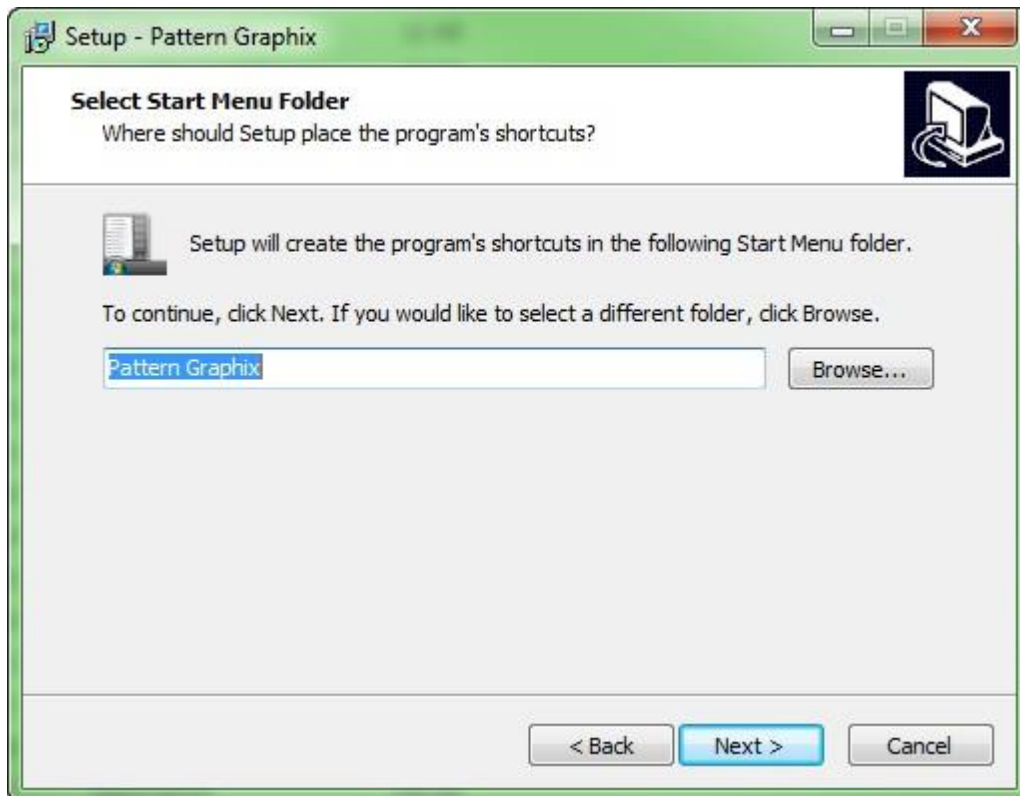 Setup - Pattern Graphix
Select Start Menu Folder
Where should Setup place the program's shortcuts?
Setup will create the program's shortcuts in the following Start Menu folder.
To continue, click Next. If you would like to select a different folder, click Browse.
Pattern Graphix
Browse...
< Back
Next >
Cancel